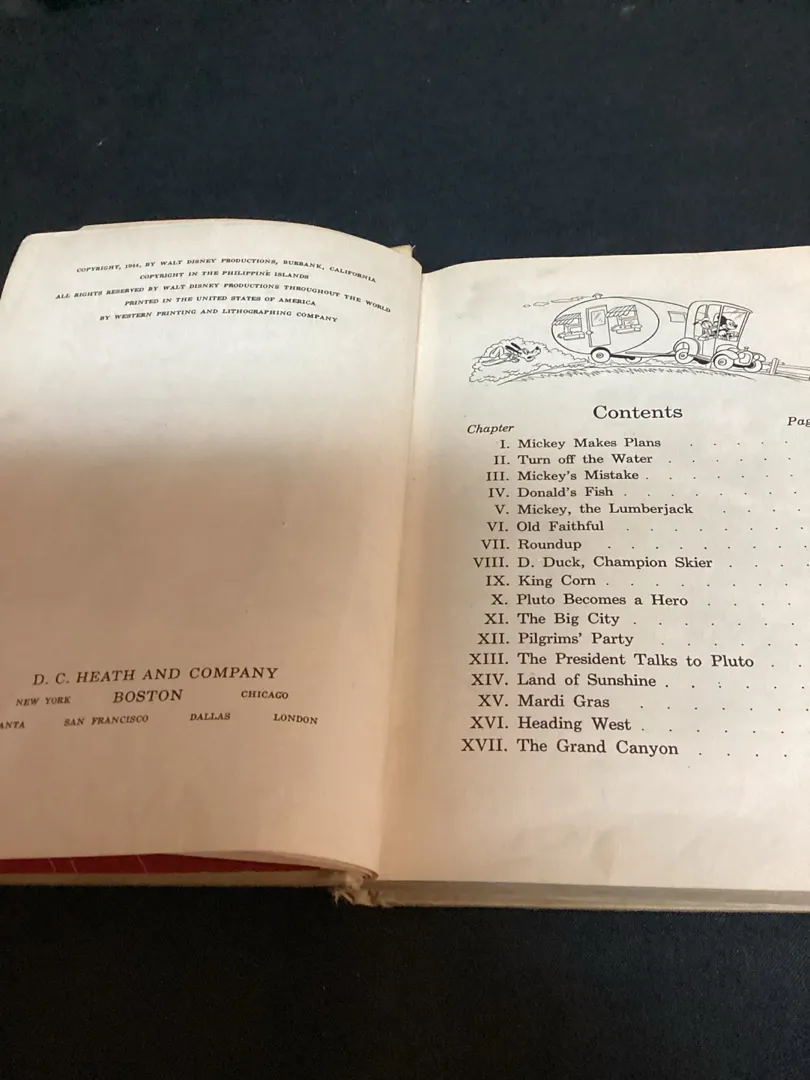 COPYRIGHT, 1944, BY WALT DISNEY PRODUCTIONS, BURBANK, CALIFORNIA
COPYRIGHT IN THE PHILIPPINE ISLANDS
ALL RIGHTS RESERVED BY WALT DISNEY PRODUCTIONS THROUGHOUT THE WORLD
PRINTED IN THE UNITED STATES OF AMERICA
BY WESTERN PRINTING AND LITHOGRAPHING COMPANY
D. C. HEATH AND COMPANY
NEW YORK BOSTON CHICAGO
ANTA SAN FRANCISCO DALLAS LONDON
Contents
Chapter Pag
I. Mickey Makes Plans . . . .
II. Turn off the Water . . . . .
III. Mickey's Mistake . . . . . .
IV. Donald's Fish . . . . . . .
V. Mickey, the Lumberjack . . . .
VI. Old Faithful . . . . . . .
VII. Roundup . . . . . . .
VIII. D. Duck, Champion Skier . . .
IX. King Corn . . . . . . .
X. Pluto Becomes a Hero . . . .
XI. The Big City . . . . . .
XII. Pilgrims' Party . . . . .
XIII. The President Talks to Pluto . .
XIV. Land of Sunshine . . . . .
XV. Mardi Gras . . . . . .
XVI. Heading West . . . . . .
XVII. The Grand Canyon . . . .